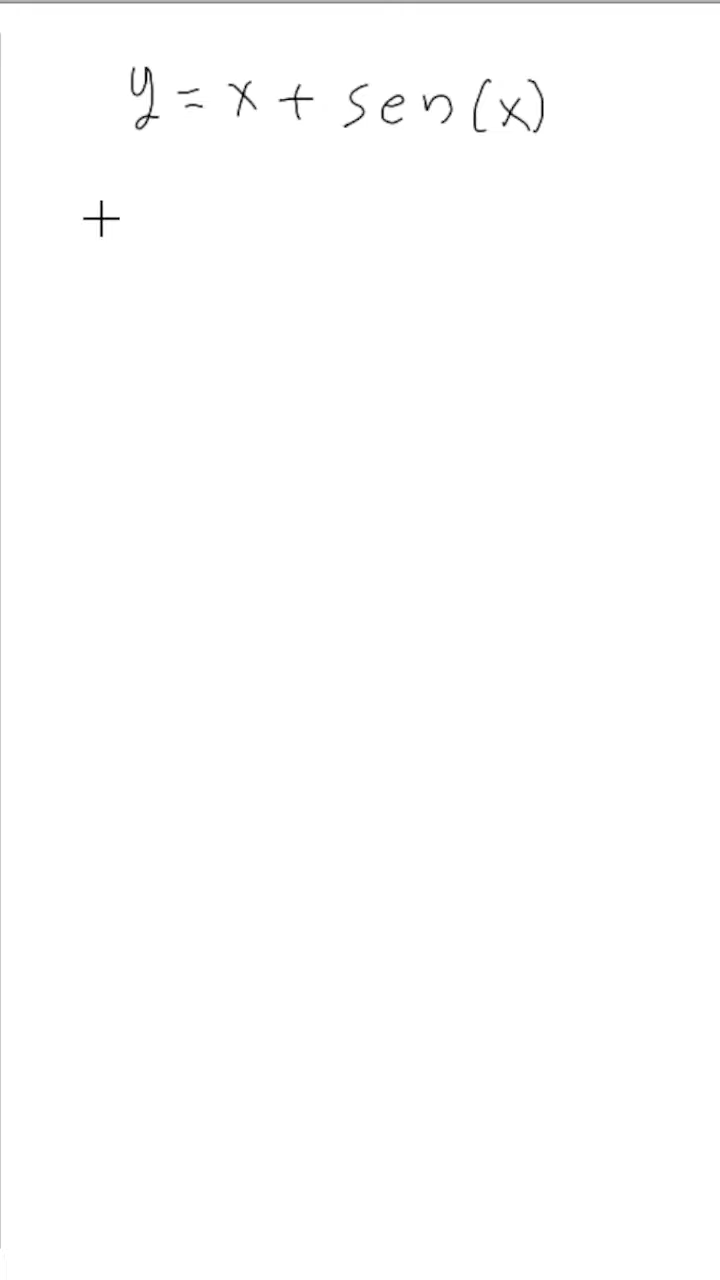 y = x + sen(x)